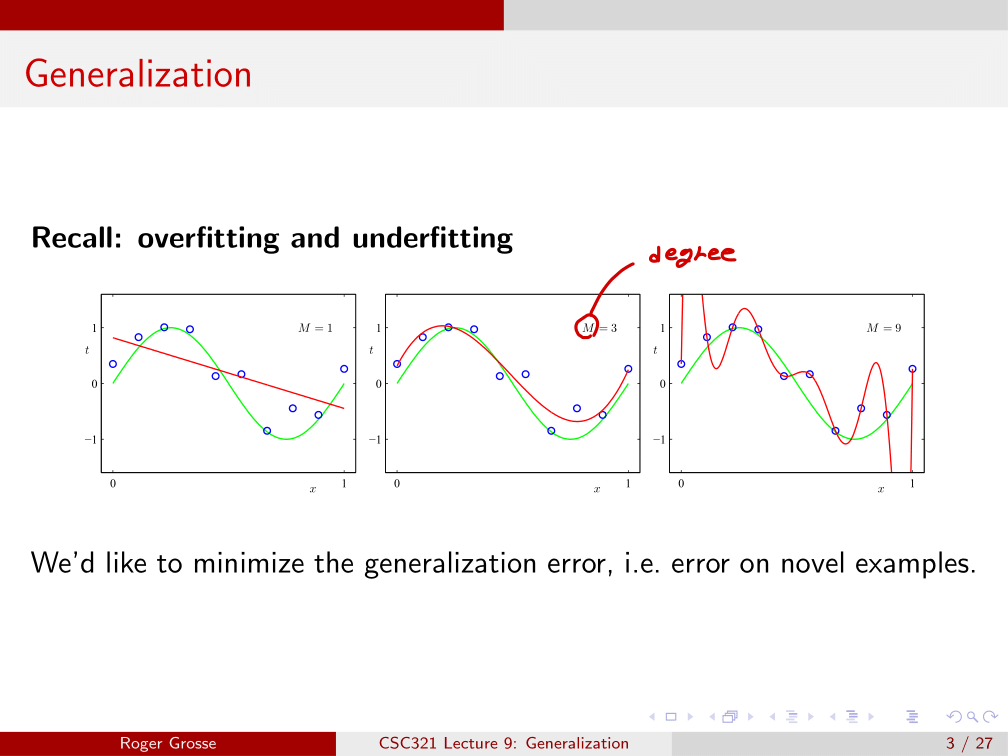 Generalization
Recall: overfitting and underfitting
degree
M = 1
1
t
0
−1
0
x
1
M = 3
1
t
0
−1
0
x
1
M = 9
1
t
0
−1
0
x
1
We'd like to minimize the generalization error, i.e. error on novel examples.
Roger Grosse CSC321 Lecture 9: Generalization 3 / 27